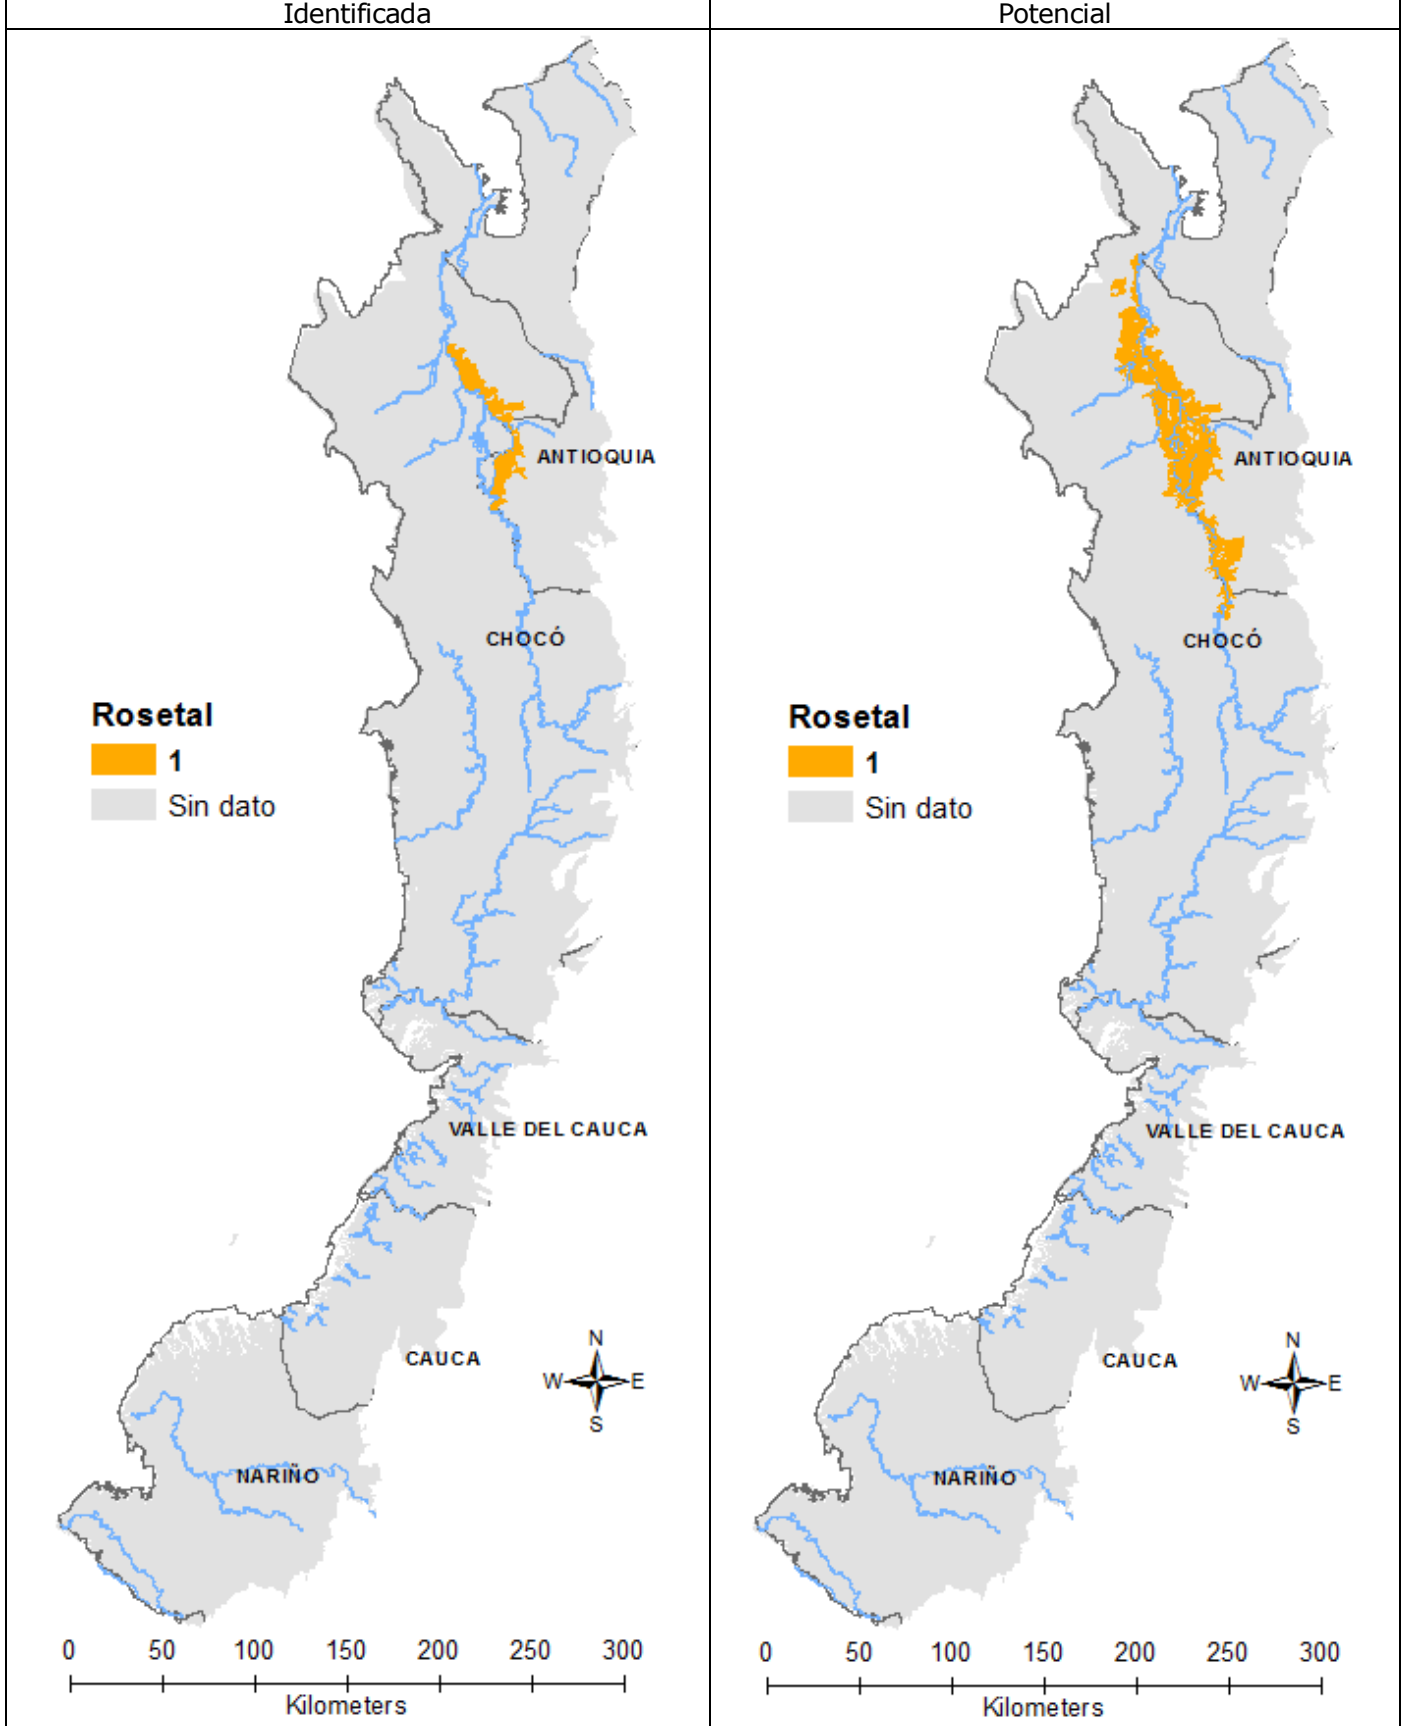 Identificada
ANTIOQUIA
CHOCÓ
Rosetal
1
Sin dato
VALLE DEL CAUCA
CAUCA
NARIÑO
N
W E
S
0 50 100 150 200 250 300
Kilometers
Potencial
ANTIOQUIA
CHOCÓ
Rosetal
1
Sin dato
VALLE DEL CAUCA
CAUCA
NARIÑO
N
W E
S
0 50 100 150 200 250 300
Kilometers